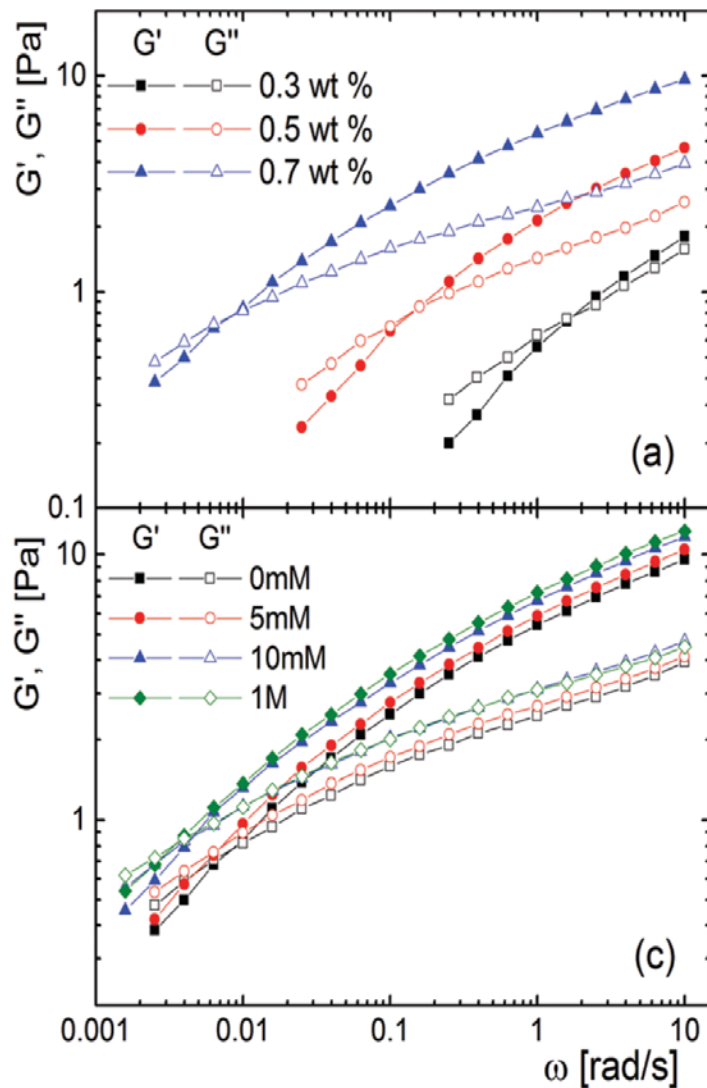 G', G" [Pa]
10
1
0.1
G' G"
0.3 wt %
0.5 wt %
0.7 wt %
(a)
G', G" [Pa]
10
1
G' G"
0mM
5mM
10mM
1M
(c)
0.001 0.01 0.1 1 10
ω [rad/s]